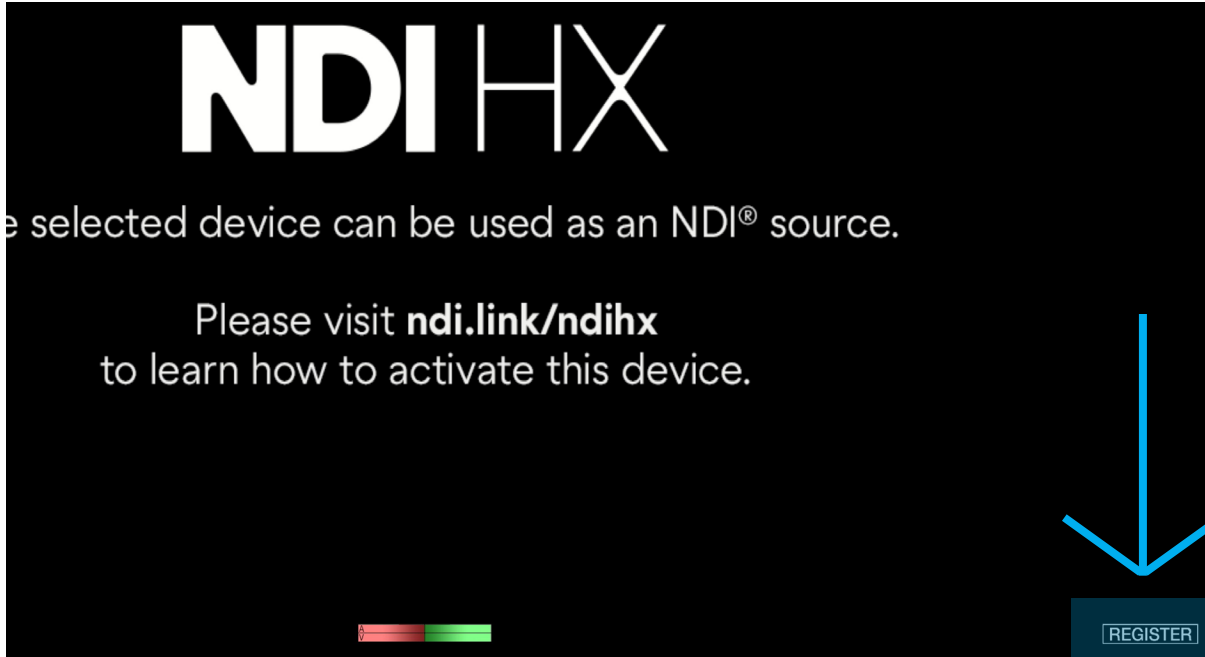 NDI HX
e selected device can be used as an NDI® source.
Please visit ndi.link/ndihx
to learn how to activate this device.
A
V
REGISTER